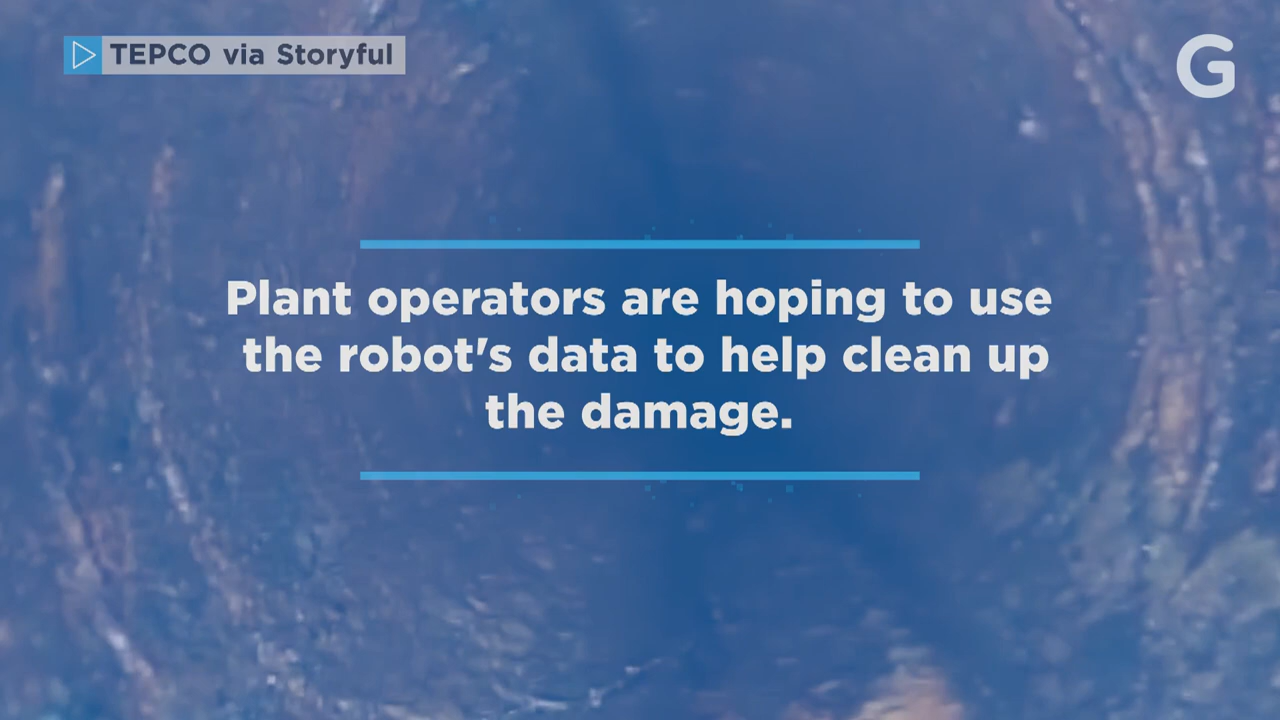 TEPCO via Storyful
G
Plant operators are hoping to use
the robot's data to help clean up
the damage.